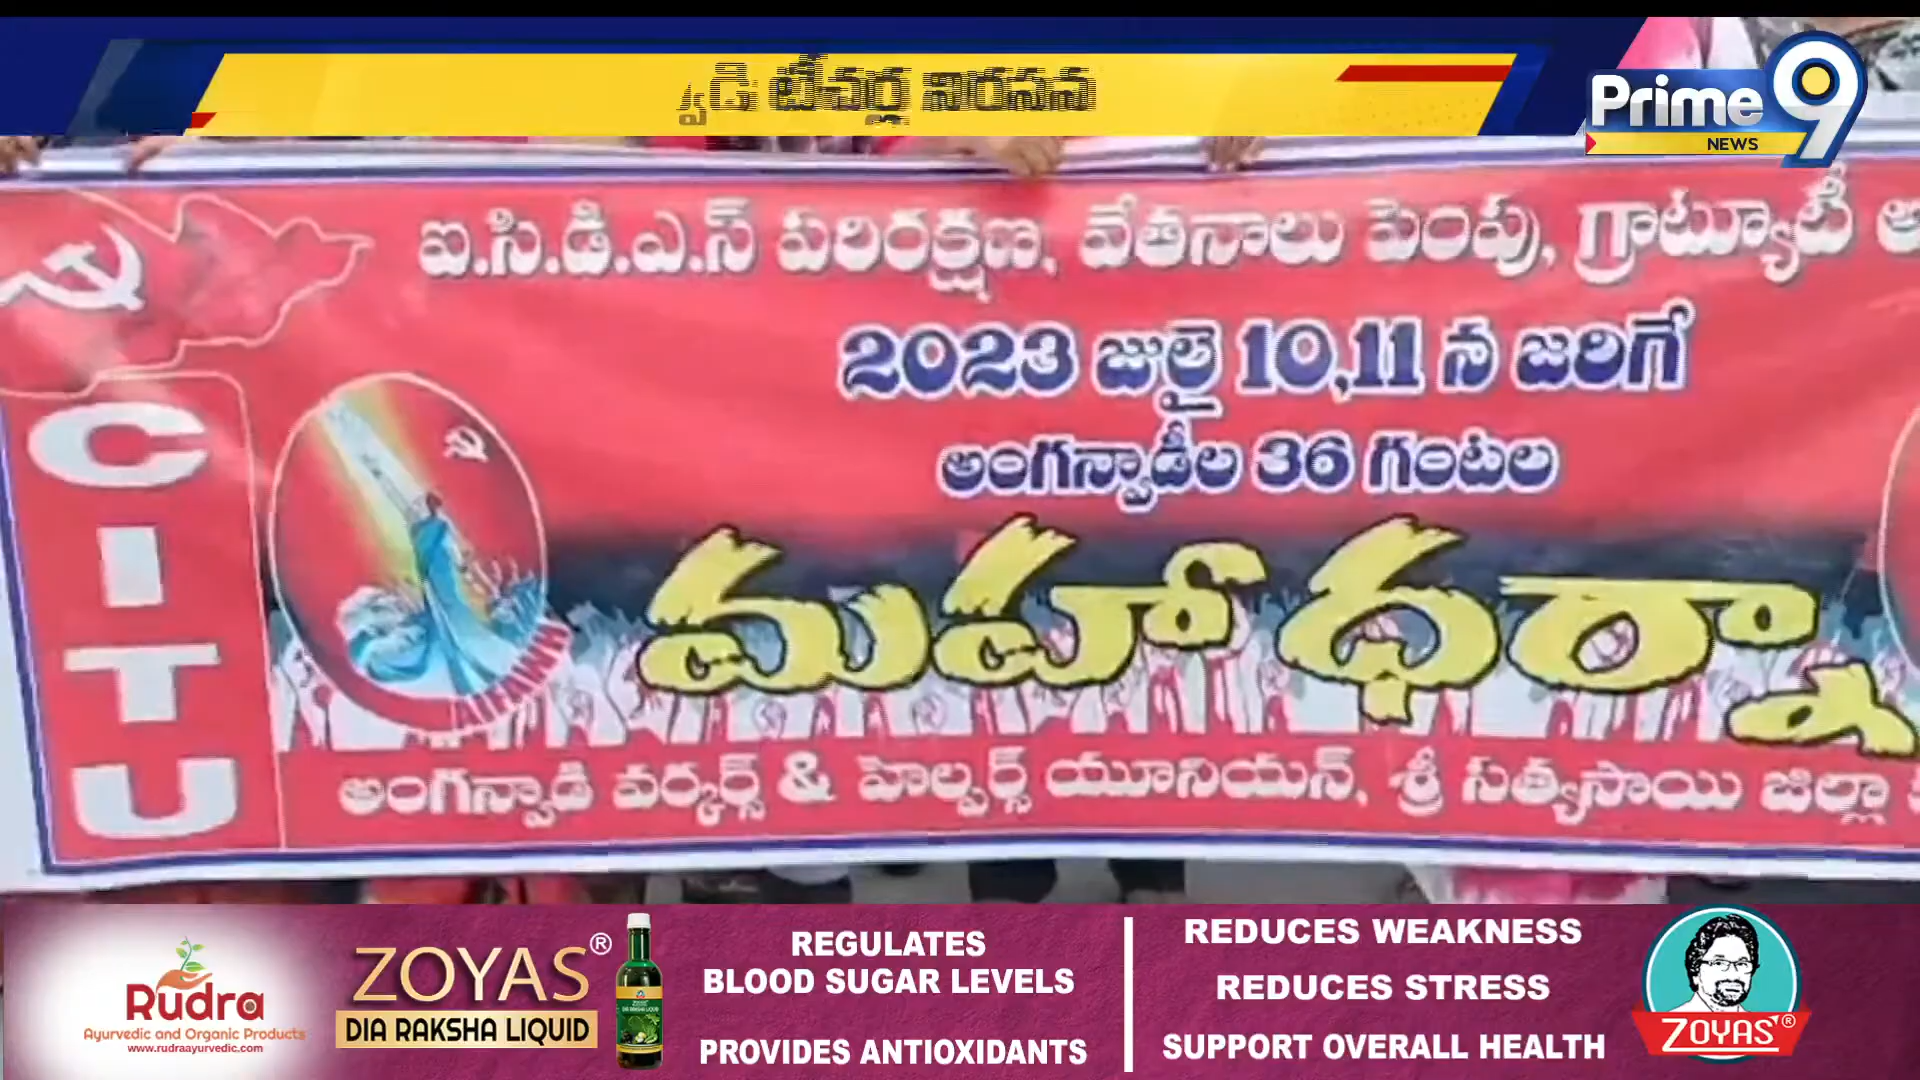 టీచర్ల నిరసన
Prime9
NEWS
ఐ.సి.డి.ఎ.స్ పరిరక్షణ, వేతనాలు పెంపు, గ్రాట్యూటీ
2023 జులై 10,11 న జరిగే
అంగన్వాడీల 36 గంటల
మహా ధర్నా
CITU
AIFAWH
అంగన్వాడి వర్కర్స్ & హెల్పర్స్ యూనియన్, శ్రీ సత్యసాయి జిల్లా
Rudra
Ayurvedic and Organic Products
www.rudraayurvedic.com
ZOYAS®
DIA RAKSHA LIQUID
REGULATES
BLOOD SUGAR LEVELS
PROVIDES ANTIOXIDANTS
REDUCES WEAKNESS
REDUCES STRESS
SUPPORT OVERALL HEALTH
ZOYAS®